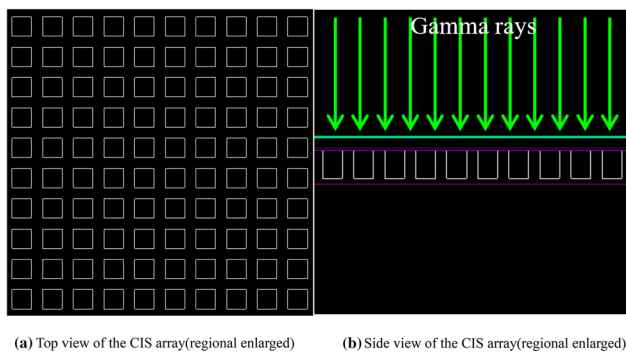 Gamma rays
(a) Top view of the CIS array(regional enlarged)
(b) Side view of the CIS array(regional enlarged)